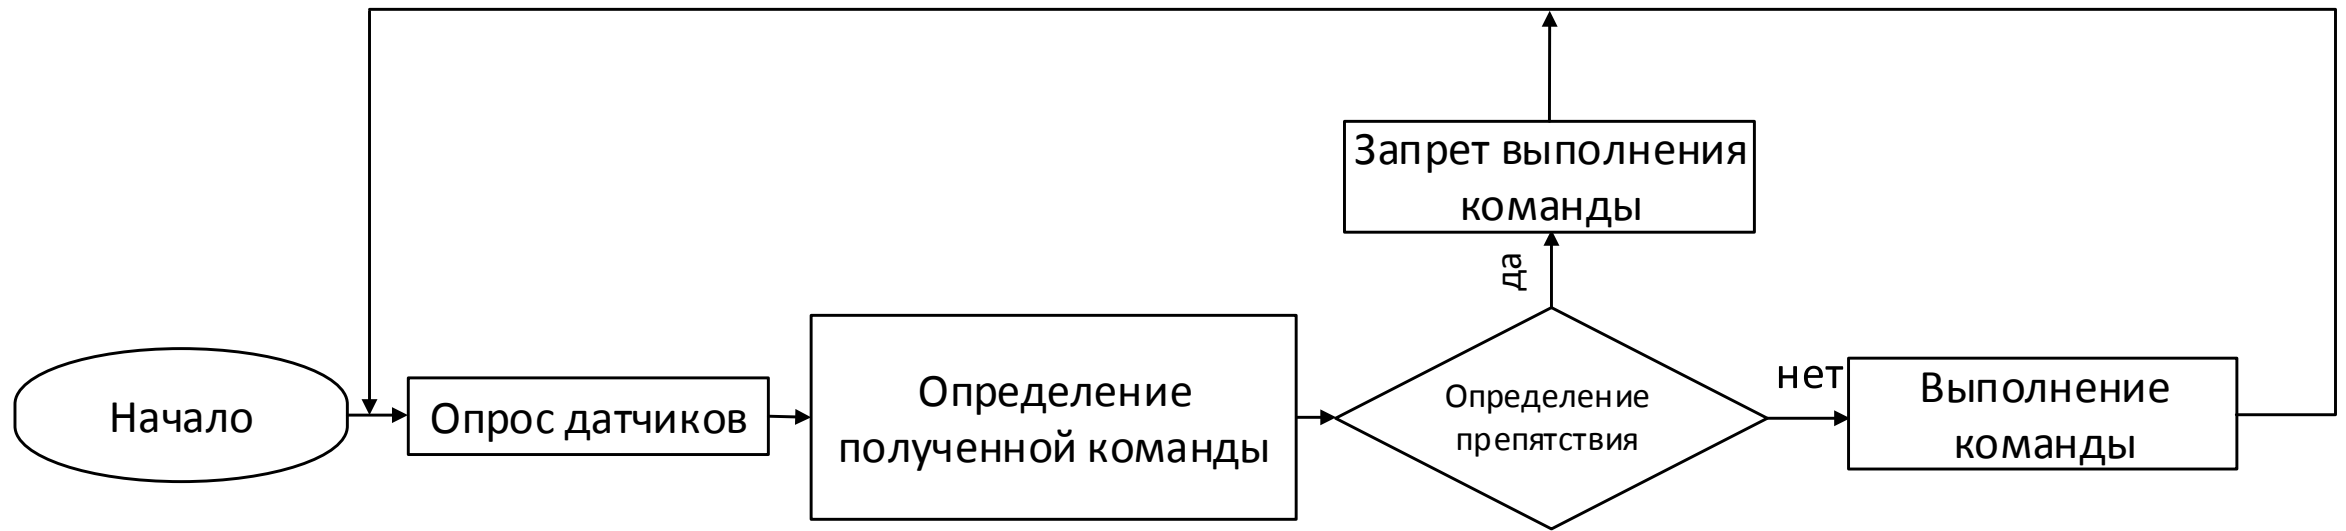 Начало
Опрос датчиков
Определение
полученной команды
Определение
препятствия
да
Запрет выполнения
команды
нет
Выполнение
команды